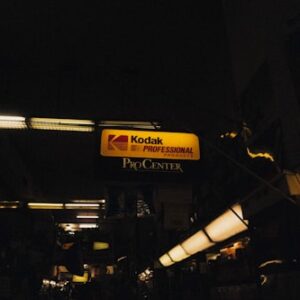 Kodak
PROFESSIONAL
PRODUCTS
PROCENTER